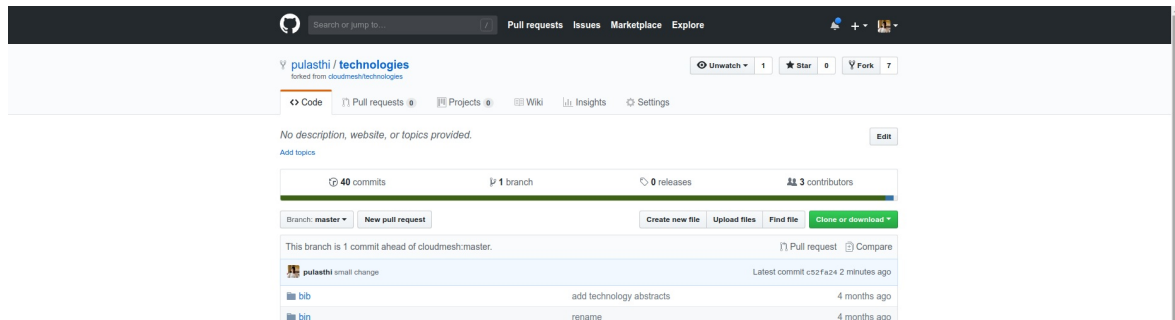 Search or jump to... / Pull requests Issues Marketplace Explore
pulasthi / technologies
forked from cloudmesh/technologies
Unwatch 1 Star 0 Fork 7
Code Pull requests 0 Projects 0 Wiki Insights Settings
No description, website, or topics provided. Edit
Add topics
40 commits 1 branch 0 releases 3 contributors
Branch: master New pull request Create new file Upload files Find file Clone or download
This branch is 1 commit ahead of cloudmesh:master. Pull request Compare
pulasthi small change Latest commit c52fa24 2 minutes ago
bib add technology abstracts 4 months ago
bin rename 4 months ago